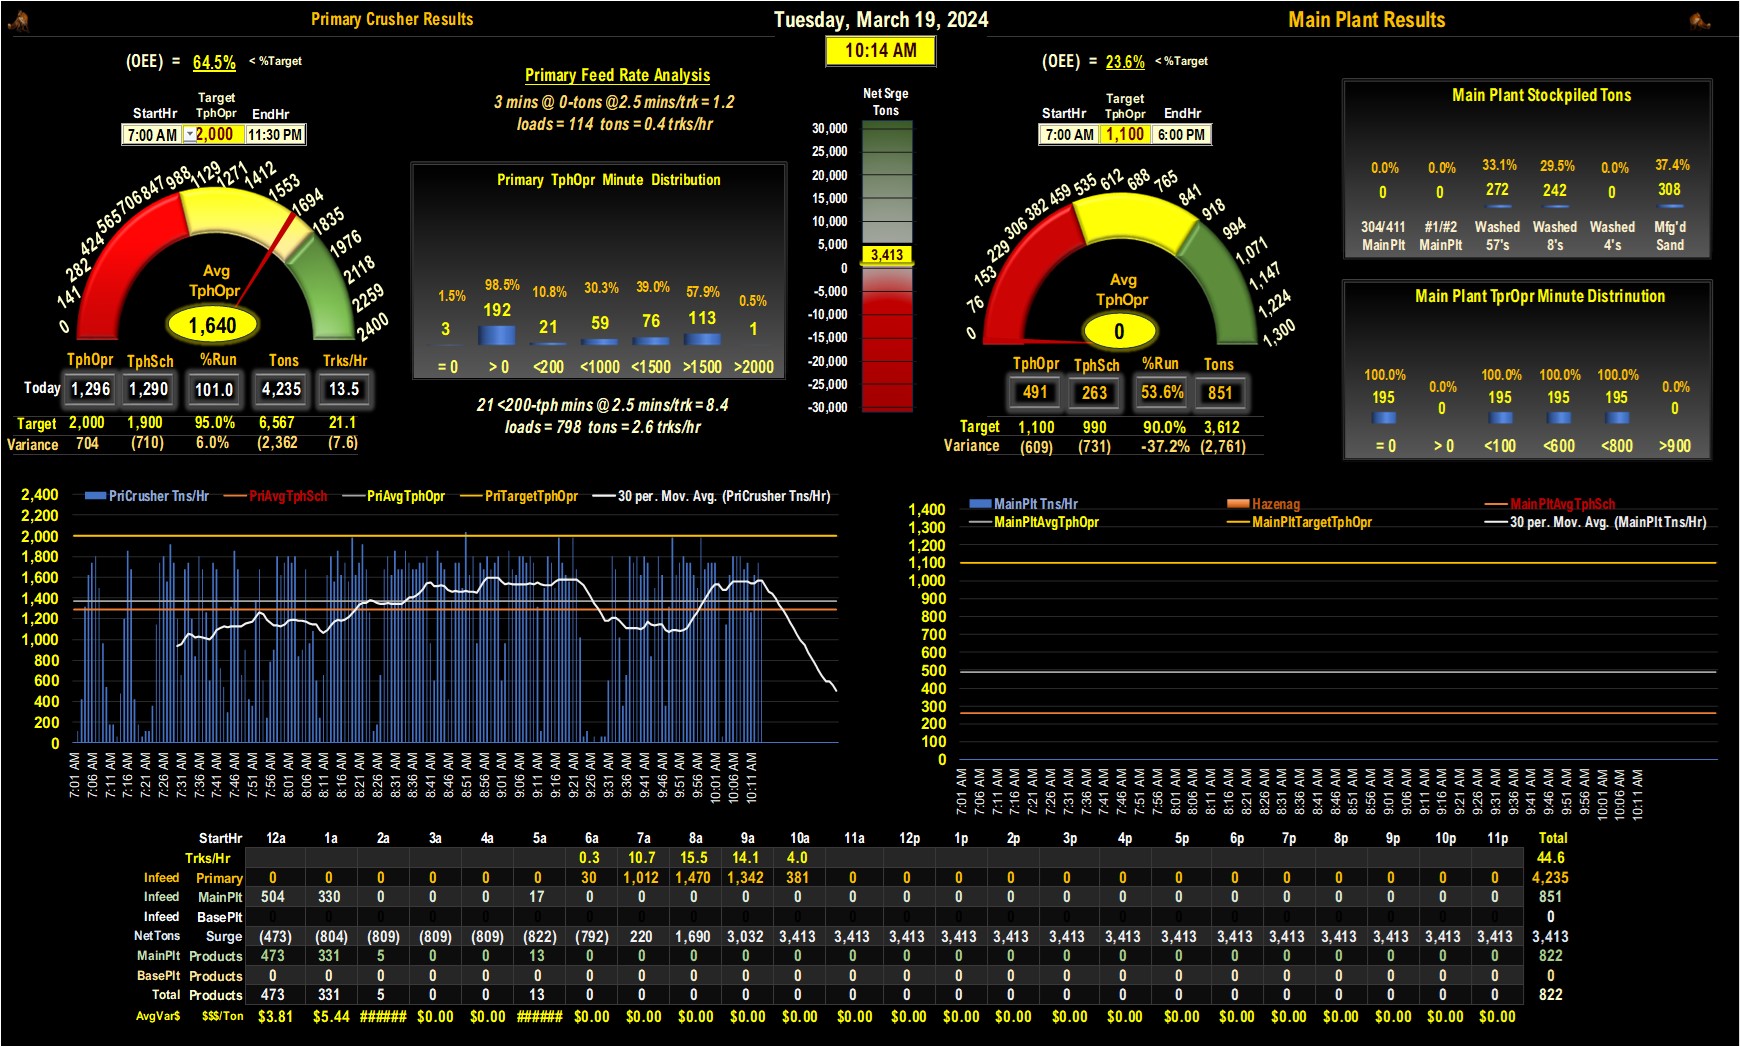 Primary Crusher Results
Tuesday, March 19, 2024
Main Plant Results
10:14 AM
(OEE) = 64.5% < %Target
Target
StartHr TphOpr EndHr
7:00 AM 2,000 11:30 PM
0 141 282 424 565 706 847 988 1129 1271 1412 1553 1694 1835 1976 2118 2259 2400
Avg
TphOpr
1,640
TphOpr TphSch %Run Tons Trks/Hr
Today 1,296 1,290 101.0 4,235 13.5
Target 2,000 1,900 95.0% 6,567 21.1
Variance 704 (710) 6.0% (2,362) (7.6)
Primary Feed Rate Analysis
3 mins @ 0-tons @2.5 mins/trk = 1.2
loads = 114 tons = 0.4 trks/hr
Primary TphOpr Minute Distribution
1.5% 98.5% 10.8% 30.3% 39.0% 57.9% 0.5%
3 192 21 59 76 113 1
= 0 > 0 <200 <1000 <1500 >1500 >2000
21 <200-tph mins @ 2.5 mins/trk = 8.4
loads = 798 tons = 2.6 trks/hr
Net Srge
Tons
30,000
25,000
20,000
15,000
10,000
5,000
3,413
0
-5,000
-10,000
-15,000
-20,000
-25,000
-30,000
(OEE) = 23.6% < %Target
Target
StartHr TphOpr EndHr
7:00 AM 1,100 6:00 PM
0 76 153 229 306 382 459 535 612 688 765 841 918 994 1,071 1,147 1,224 1,300
Avg
TphOpr
0
TphOpr TphSch %Run Tons
491 263 53.6% 851
Target 1,100 990 90.0% 3,612
Variance (609) (731) -37.2% (2,761)
Main Plant Stockpiled Tons
0.0% 0.0% 33.1% 29.5% 0.0% 37.4%
0 0 272 242 0 308
304/411 #1/#2 Washed Washed Washed Mfg'd
MainPlt MainPlt 57's 8's 4's Sand
Main Plant TprOpr Minute Distrinution
100.0% 0.0% 100.0% 100.0% 100.0% 0.0%
195 0 195 195 195 0
= 0 > 0 <100 <600 <800 >900
PriCrusher Tns/Hr PriAvgTphSch PriAvgTphOpr PriTargetTphOpr 30 per. Mov. Avg. (PriCrusher Tns/Hr)
2,400
2,200
2,000
1,800
1,600
1,400
1,200
1,000
800
600
400
200
0
7:01 AM 7:06 AM 7:11 AM 7:16 AM 7:21 AM 7:26 AM 7:31 AM 7:36 AM 7:41 AM 7:46 AM 7:51 AM 7:56 AM 8:01 AM 8:06 AM 8:11 AM 8:16 AM 8:21 AM 8:26 AM 8:31 AM 8:36 AM 8:41 AM 8:46 AM 8:51 AM 8:56 AM 9:01 AM 9:06 AM 9:11 AM 9:16 AM 9:21 AM 9:26 AM 9:31 AM 9:36 AM 9:41 AM 9:46 AM 9:51 AM 9:56 AM 10:01 AM 10:06 AM 10:11 AM
MainPlt Tns/Hr Hazenag MainPltAvgTphSch
MainPltAvgTphOpr MainPltTargetTphOpr 30 per. Mov. Avg. (MainPlt Tns/Hr)
1,400
1,300
1,200
1,100
1,000
900
800
700
600
500
400
300
200
100
0
7:01 AM 7:06 AM 7:11 AM 7:16 AM 7:21 AM 7:26 AM 7:31 AM 7:36 AM 7:41 AM 7:46 AM 7:51 AM 7:56 AM 8:01 AM 8:06 AM 8:11 AM 8:16 AM 8:21 AM 8:26 AM 8:31 AM 8:36 AM 8:41 AM 8:46 AM 8:51 AM 8:56 AM 9:01 AM 9:06 AM 9:11 AM 9:16 AM 9:21 AM 9:26 AM 9:31 AM 9:36 AM 9:41 AM 9:46 AM 9:51 AM 9:56 AM 10:01 AM 10:06 AM 10:11 AM
StartHr 12a 1a 2a 3a 4a 5a 6a 7a 8a 9a 10a 11a 12p 1p 2p 3p 4p 5p 6p 7p 8p 9p 10p 11p Total
Trks/Hr 0.3 10.7 15.5 14.1 4.0 44.6
Infeed Primary 0 0 0 0 0 0 30 1,012 1,470 1,342 381 0 0 0 0 0 0 0 0 0 0 0 0 0 4,235
Infeed MainPlt 504 330 0 0 0 17 0 0 0 0 0 0 0 0 0 0 0 0 0 0 0 0 0 0 851
Infeed BasePlt 0 0 0 0 0 0 0 0 0 0 0 0 0 0 0 0 0 0 0 0 0 0 0 0 0
NetTons Surge (473) (804) (809) (809) (809) (822) (792) 220 1,690 3,032 3,413 3,413 3,413 3,413 3,413 3,413 3,413 3,413 3,413 3,413 3,413 3,413 3,413 3,413 3,413
MainPlt Products 473 331 5 0 0 13 0 0 0 0 0 0 0 0 0 0 0 0 0 0 0 0 0 0 822
BasePlt Products 0 0 0 0 0 0 0 0 0 0 0 0 0 0 0 0 0 0 0 0 0 0 0 0 0
Total Products 473 331 5 0 0 13 0 0 0 0 0 0 0 0 0 0 0 0 0 0 0 0 0 0 822
AvgVar$ $$$/Ton $3.81 $5.44 ###### $0.00 $0.00 ###### $0.00 $0.00 $0.00 $0.00 $0.00 $0.00 $0.00 $0.00 $0.00 $0.00 $0.00 $0.00 $0.00 $0.00 $0.00 $0.00 $0.00 $0.00